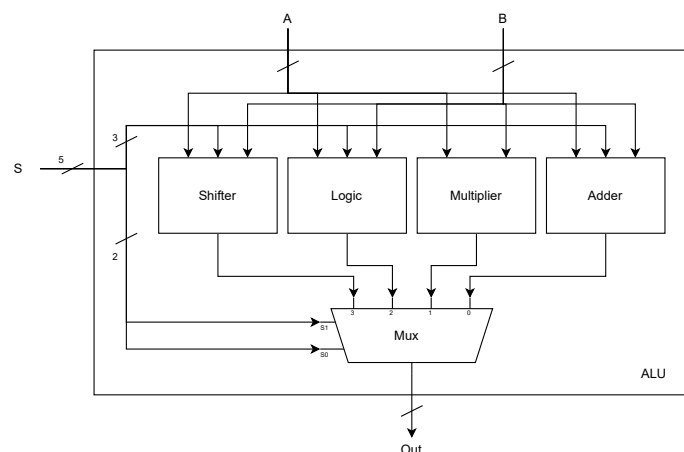 A B
3
S 5
Shifter Logic Multiplier Adder
2
3 2 1 0
S1
Mux
S0
ALU
Out